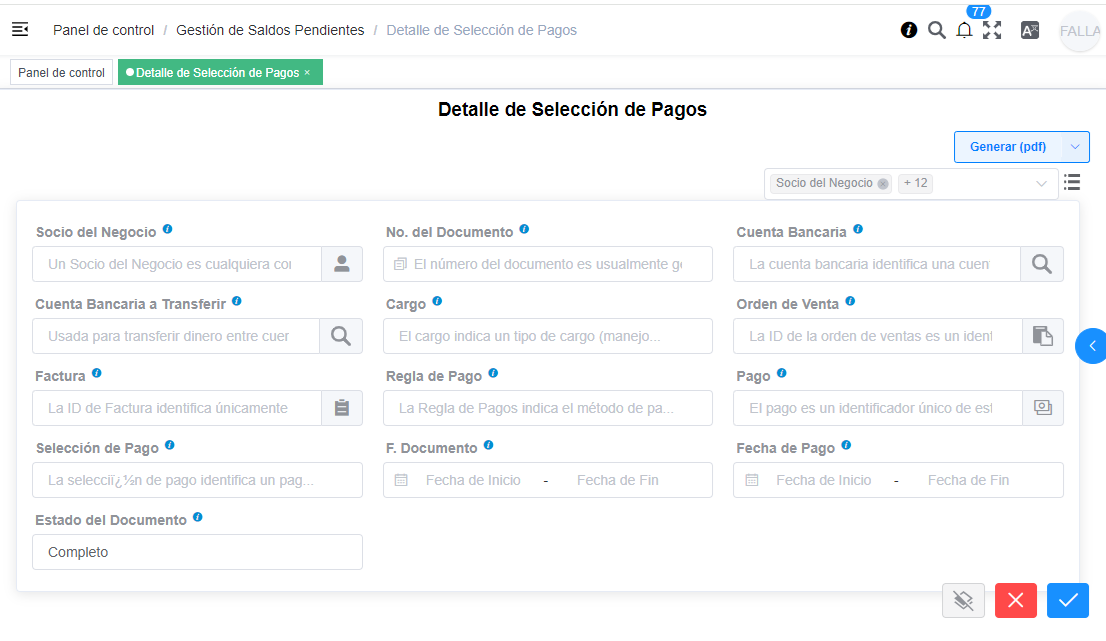 Panel de control / Gestión de Saldos Pendientes / Detalle de Selección de Pagos
77
FALLA
Panel de control
Detalle de Selección de Pagos ×
Detalle de Selección de Pagos
Generar (pdf)
Socio del Negocio + 12
Socio del Negocio No. del Documento Cuenta Bancaria
Un Socio del Negocio es cualquiera con El número del documento es usualmente ge La cuenta bancaria identifica una cuent
Cuenta Bancaria a Transferir Cargo Orden de Venta
Usada para transferir dinero entre cuer El cargo indica un tipo de cargo (manejo... La ID de la orden de ventas es un ident
Factura Regla de Pago Pago
La ID de Factura identifica únicamente La Regla de Pagos indica el método de pa... El pago es un identificador único de est
Selección de Pago F. Documento Fecha de Pago
La selecciï¿½n de pago identifica un pag... Fecha de Inicio - Fecha de Fin Fecha de Inicio - Fecha de Fin
Estado del Documento
Completo